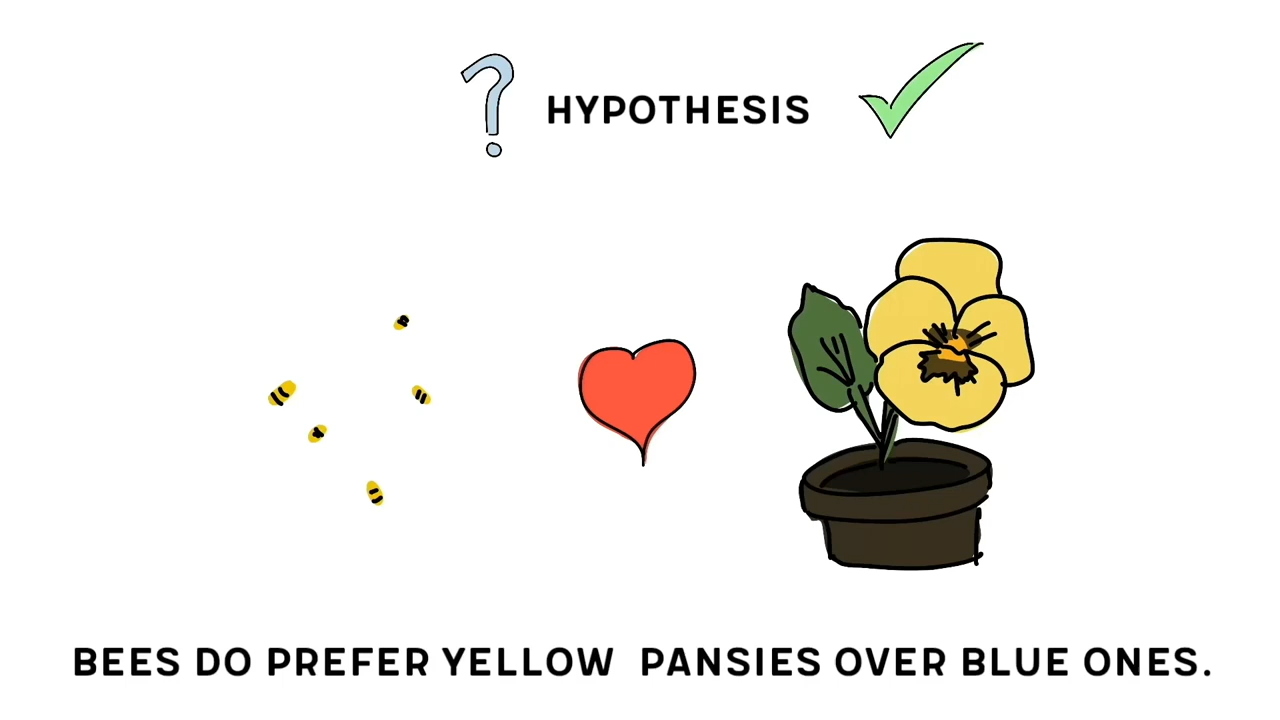 ? HYPOTHESIS
BEES DO PREFER YELLOW PANSIES OVER BLUE ONES.